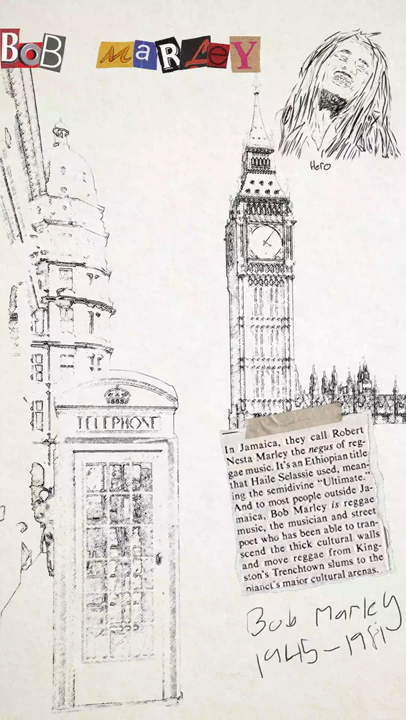 BoB MaRLeY
Hero
TELEPHONE
In Jamaica, they call Robert
Nesta Marley the negus of reg-
gae music. It's an Ethiopian title
that Haile Selassie used, mean-
ing the semidivine "Ultimate."
And to most people outside Ja-
maica, Bob Marley is reggae
music, the musician and street
poet who has been able to tran-
scend the thick cultural walls
and move reggae from King-
ston's Trenchtown slums to the
planet's major cultural arenas.
Bob Marley
1945-1981